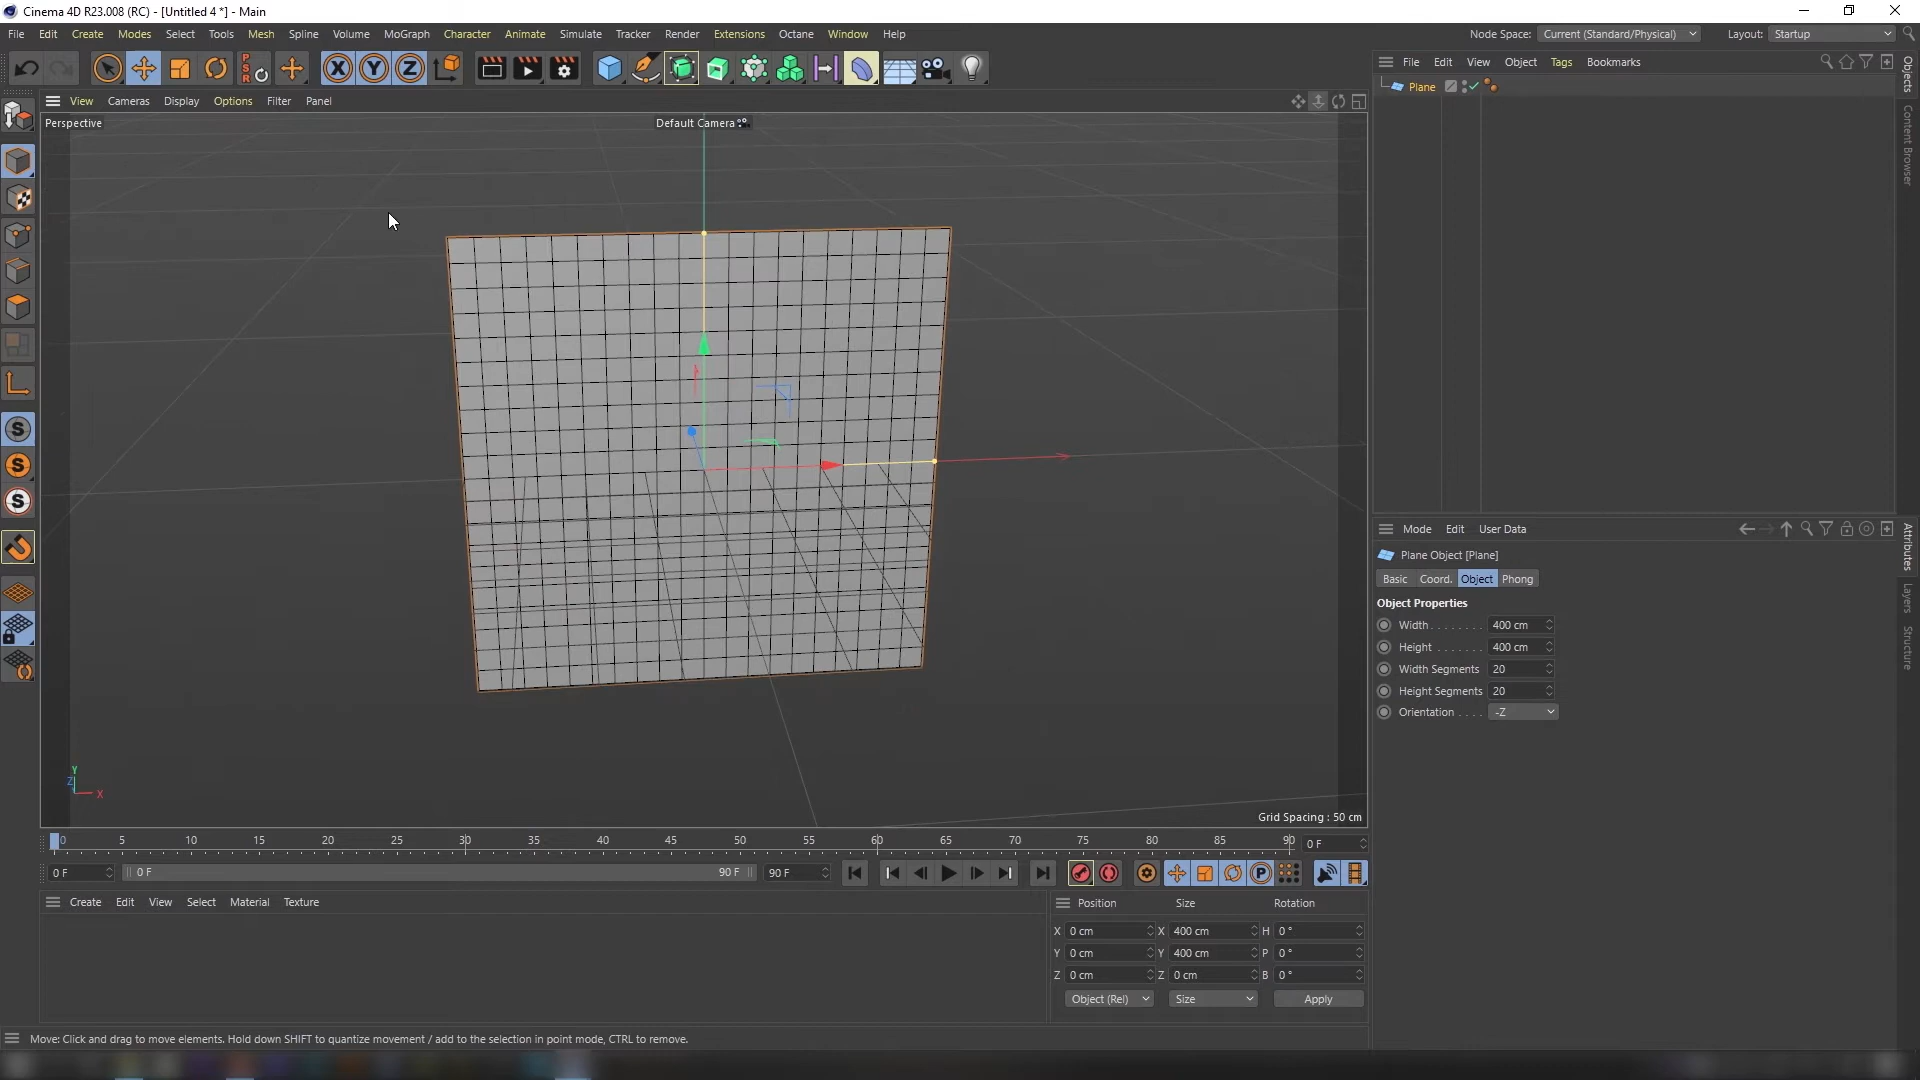 Cinema 4D R23.008 (RC) - [Untitled 4 *] - Main
File Edit Create Modes Select Tools Mesh Spline Volume MoGraph Character Animate Simulate Tracker Render Extensions Octane Window Help
Node Space: Current (Standard/Physical) Layout: Startup
X Y Z
PSR
File Edit View Object Tags Bookmarks
Plane
Objects
Content Browser
View Cameras Display Options Filter Panel
Perspective
Default Camera
Y
Z
X
Grid Spacing : 50 cm
S
S
S
Mode Edit User Data
Plane Object [Plane]
Basic Coord. Object Phong
Object Properties
Width . . . . . . . . 400 cm
Height . . . . . . . 400 cm
Width Segments 20
Height Segments 20
Orientation . . . . -Z
Attributes
Layers
Structure
0 5 10 15 20 25 30 35 40 45 50 55 60 65 70 75 80 85 90 0 F
0 F 0 F 90 F 90 F
P
Create Edit View Select Material Texture
Position Size Rotation
X 0 cm X 400 cm H 0 °
Y 0 cm Y 400 cm P 0 °
Z 0 cm Z 0 cm B 0 °
Object (Rel) Size Apply
Move: Click and drag to move elements. Hold down SHIFT to quantize movement / add to the selection in point mode, CTRL to remove.